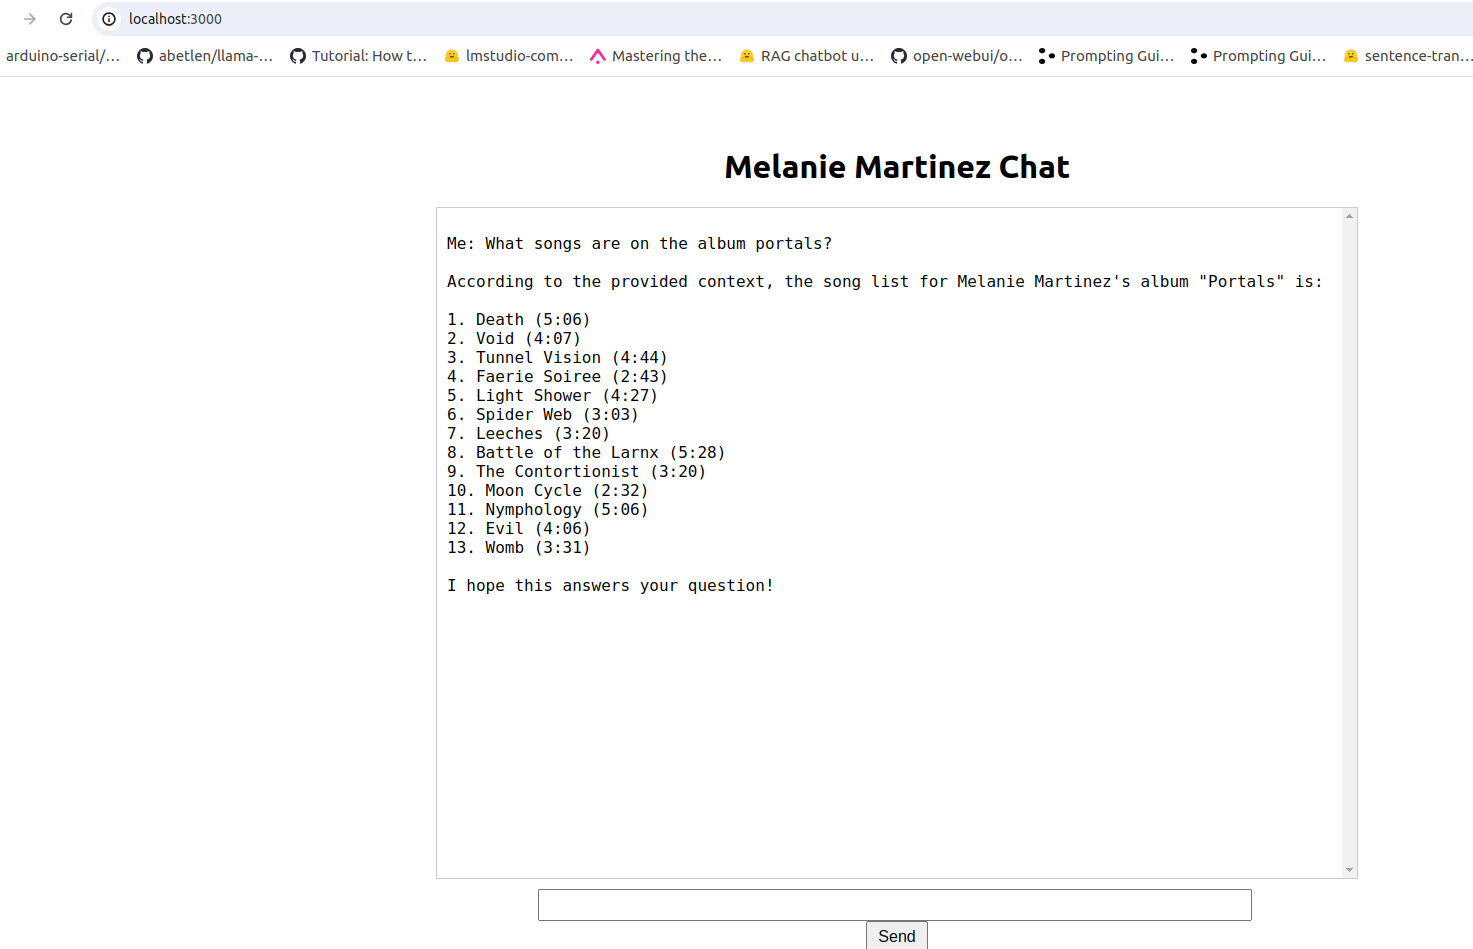 localhost:3000
arduino-serial/...
abetlen/llama-...
Tutorial: How t...
lmstudio-com...
Mastering the...
RAG chatbot u...
open-webui/o...
Prompting Gui...
Prompting Gui...
sentence-tran...
Melanie Martinez Chat
Me: What songs are on the album portals?
According to the provided context, the song list for Melanie Martinez's album "Portals" is:
1. Death (5:06)
2. Void (4:07)
3. Tunnel Vision (4:44)
4. Faerie Soiree (2:43)
5. Light Shower (4:27)
6. Spider Web (3:03)
7. Leeches (3:20)
8. Battle of the Larnx (5:28)
9. The Contortionist (3:20)
10. Moon Cycle (2:32)
11. Nymphology (5:06)
12. Evil (4:06)
13. Womb (3:31)
I hope this answers your question!
Send